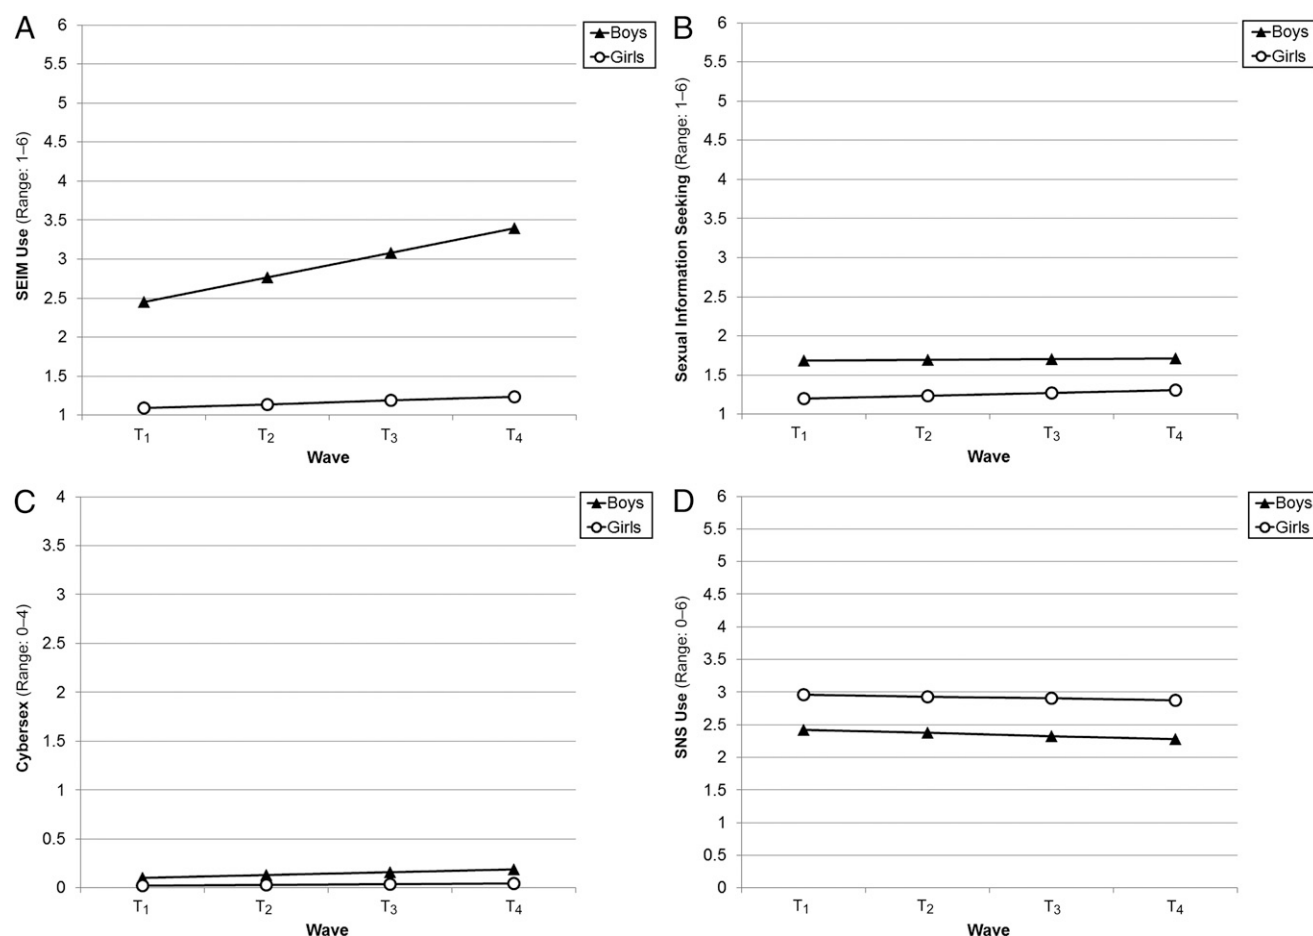 A
6
5.5
5
4.5
4
3.5
3
2.5
2
1.5
1
SEIM Use (Range: 1–6)
T1 T2 T3 T4
Wave
Boys
Girls
B
6
5.5
5
4.5
4
3.5
3
2.5
2
1.5
1
Sexual Information Seeking (Range: 1–6)
T1 T2 T3 T4
Wave
Boys
Girls
C
4
3.5
3
2.5
2
1.5
1
0.5
0
Cybersex (Range: 0–4)
T1 T2 T3 T4
Wave
Boys
Girls
D
6
5.5
5
4.5
4
3.5
3
2.5
2
1.5
1
0.5
0
SNS Use (Range: 0–6)
T1 T2 T3 T4
Wave
Boys
Girls